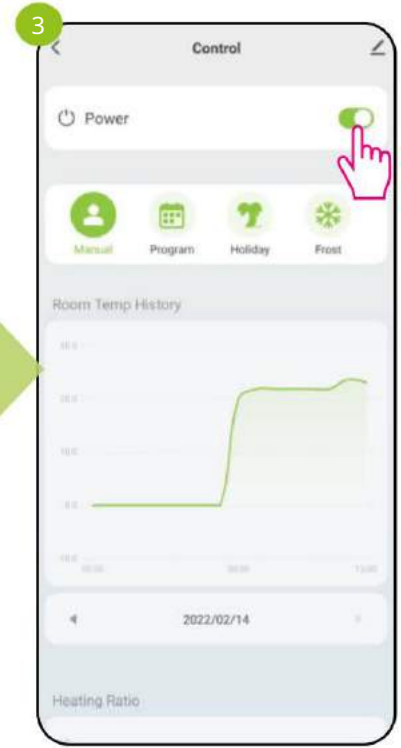 3
Control
Power
Manual Program Holiday Frost
Room Temp History
2022/02/14
Heating Ratio